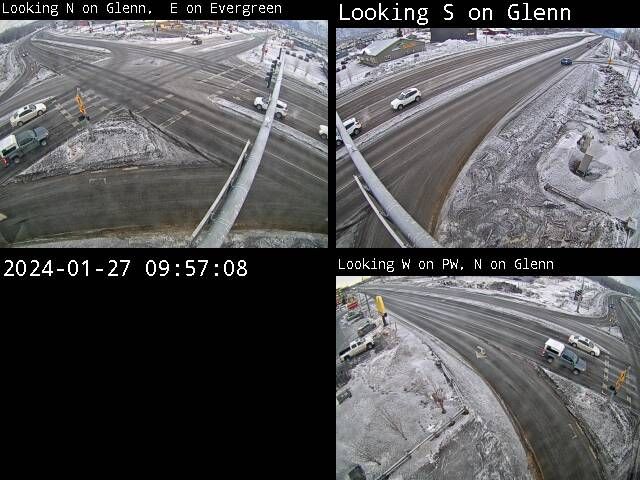 Looking N on Glenn,  E on Evergreen
Looking S on Glenn
2024-01-27 09:57:08
Looking W on PW, N on Glenn